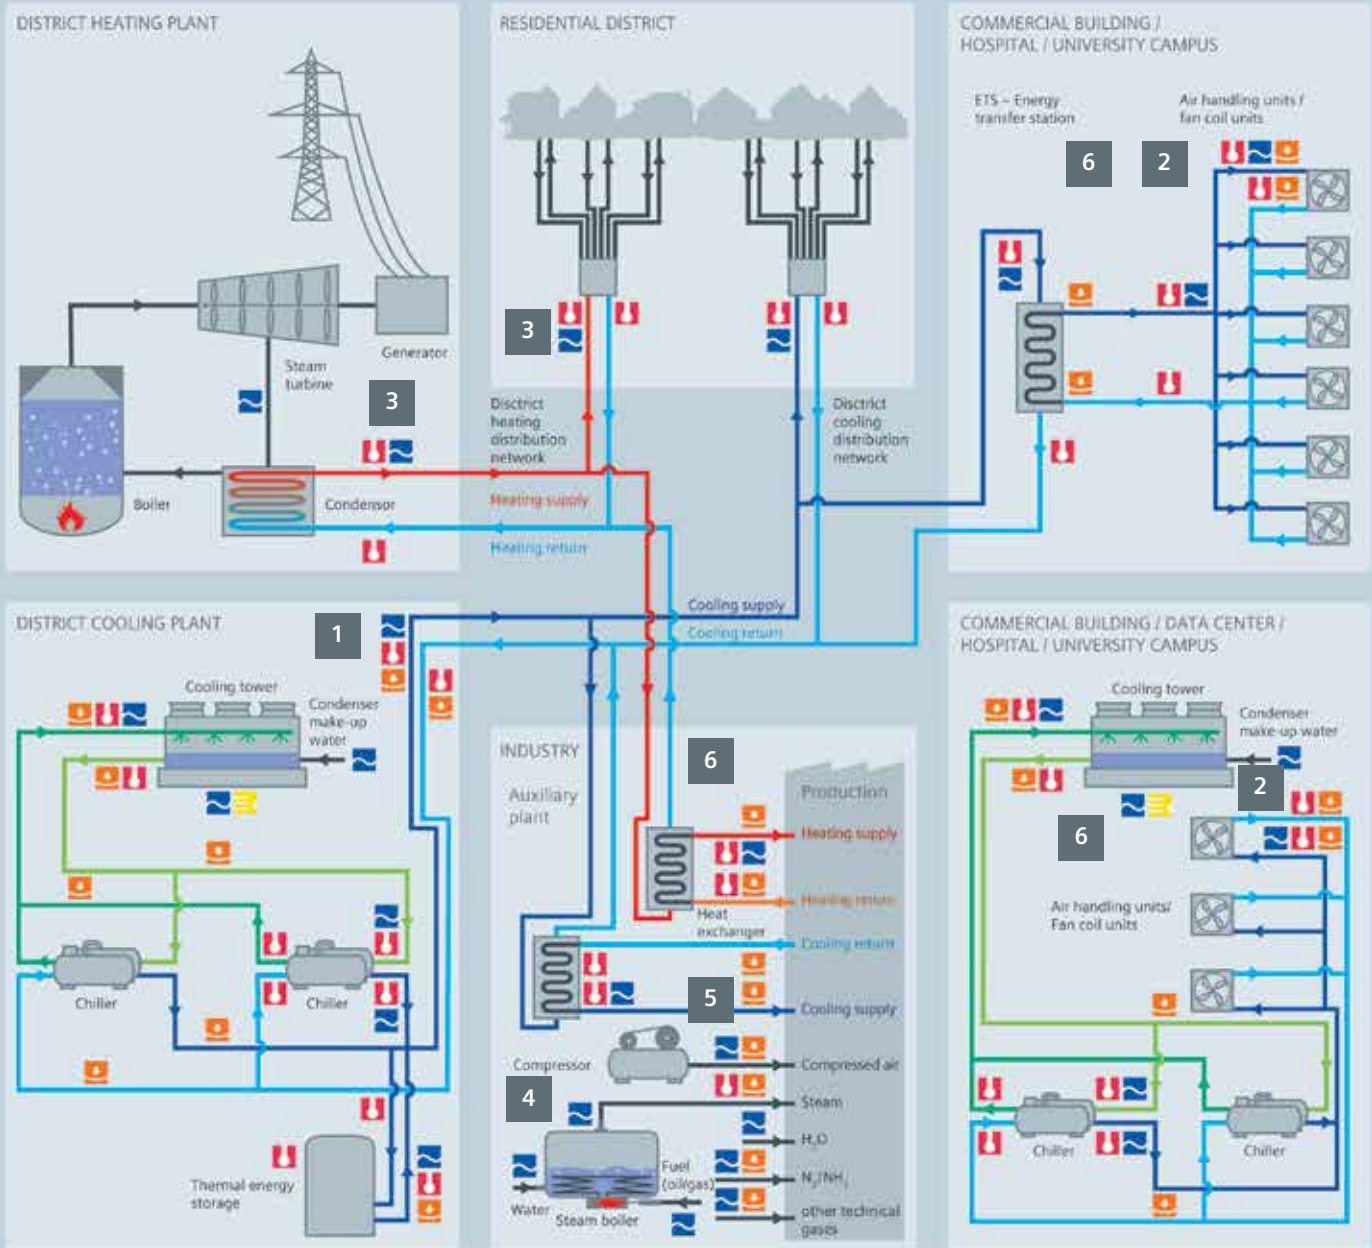 DISTRICT HEATING PLANT
Steam
turbine
Generator
3
Boiler
Condensor
RESIDENTIAL DISTRICT
3
Disctrict
heating
distribution
network
Disctrict
cooling
distribution
network
Heating supply
Heating return
COMMERCIAL BUILDING /
HOSPITAL / UNIVERSITY CAMPUS
ETS – Energy
transfer station
Air handling units /
fan coil units
6
2
Cooling supply
Cooling return
DISTRICT COOLING PLANT
1
Cooling tower
Condenser
make-up
water
Chiller
Chiller
Thermal energy
storage
INDUSTRY
6
Auxiliary
plant
Production
Heating supply
Heating return
Heat
exchanger
Cooling return
5
Cooling supply
Compressor
Compressed air
4
Steam
H₂O
Fuel
(oil/gas)
N₂/NH₃
Water
Steam boiler
other technical
gases
COMMERCIAL BUILDING / DATA CENTER /
HOSPITAL / UNIVERSITY CAMPUS
Cooling tower
Condenser
make-up water
2
6
Air handling units/
Fan coil units
Chiller
Chiller